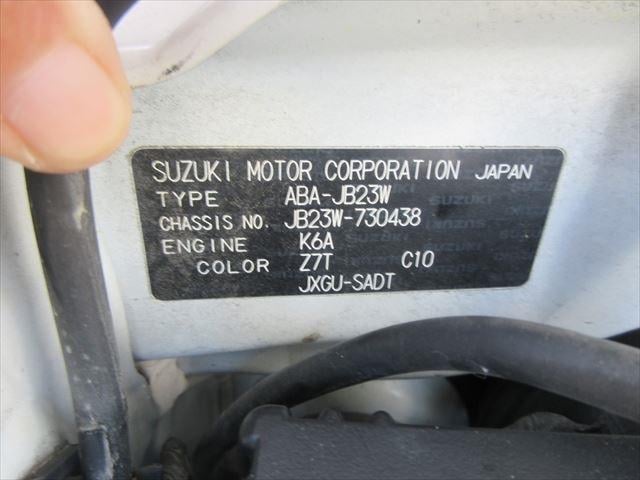 SUZUKI MOTOR CORPORATION JAPAN
TYPE ABA-JB23W
CHASSIS NO. JB23W-730438
ENGINE K6A
COLOR Z7T C10
JXGU-SADT